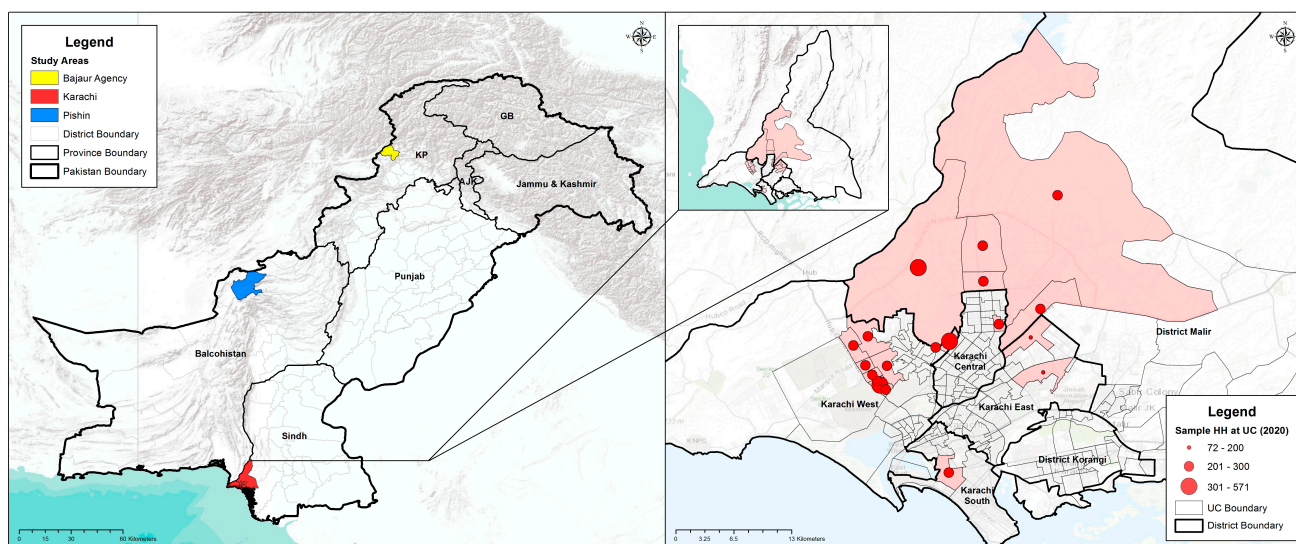 Legend
Study Areas
Bajaur Agency
Karachi
Pishin
District Boundary
Province Boundary
Pakistan Boundary
N
W E
S
GB
KP
AJK
Jammu & Kashmir
Punjab
Balcohistan
Sindh
0 15 30 60 Kilometers
N
W E
S
RCD Highway
Hub
District Malir
Karachi
Central
Karachi West
Karachi East
District Korangi
Karachi
South
KNPC
Legend
Sample HH at UC (2020)
72 - 200
201 - 300
301 - 571
UC Boundary
District Boundary
0 3.25 6.5 13 Kilometers